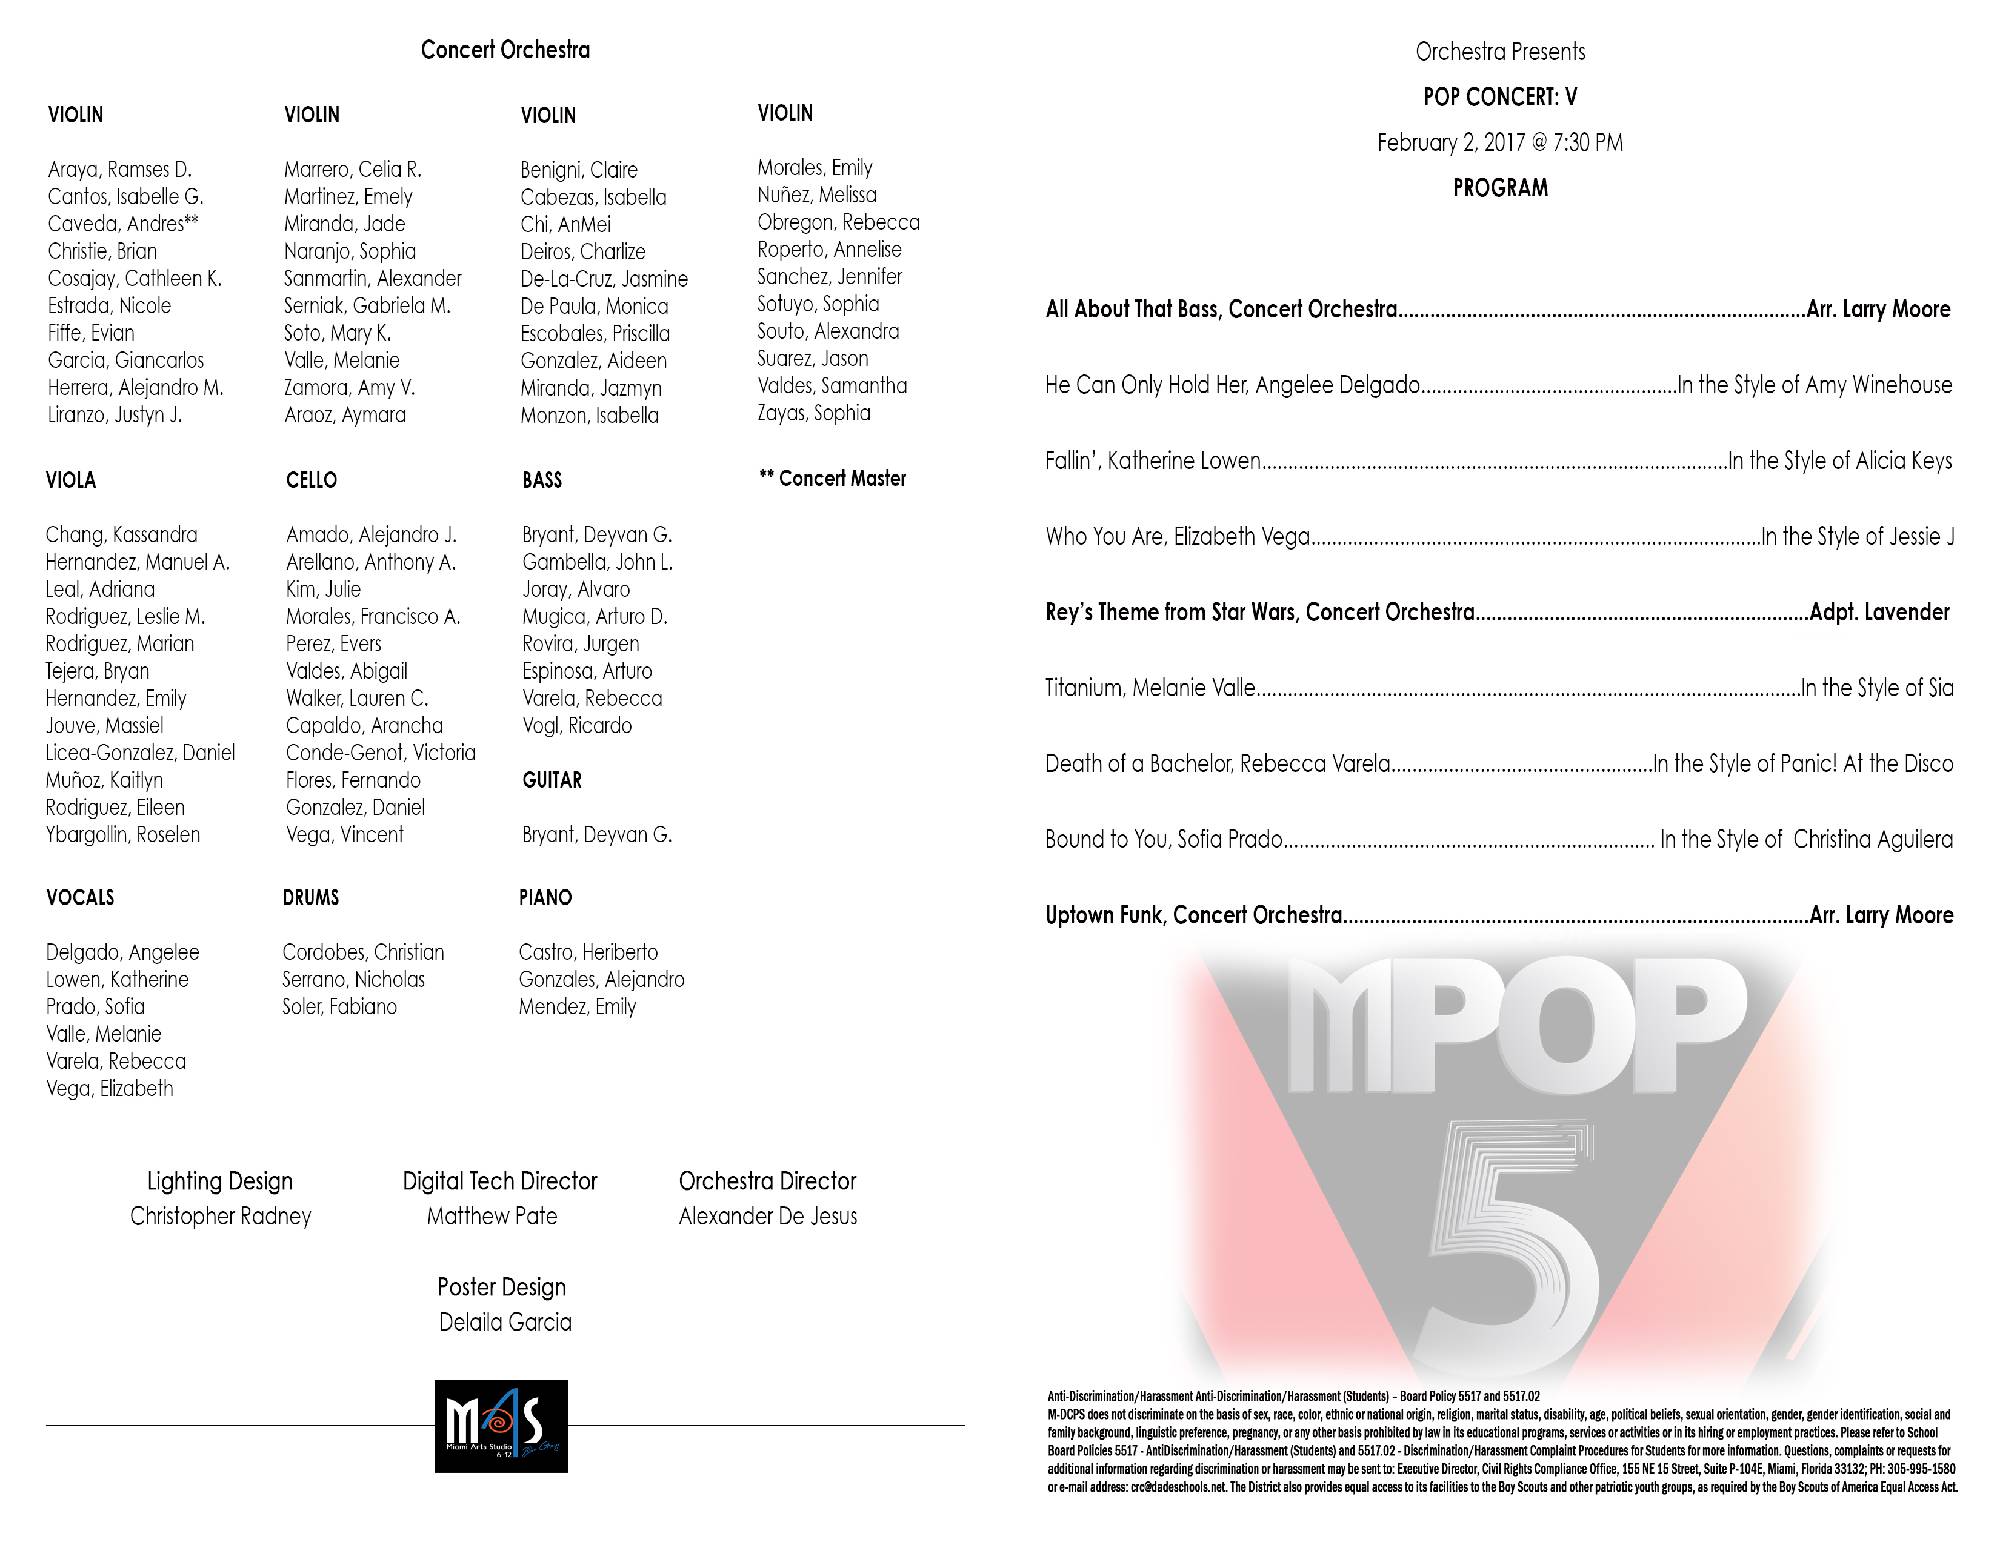 Concert Orchestra
VIOLIN
Araya, Ramses D.
Cantos, Isabelle G.
Caveda, Andres**
Christie, Brian
Cosajay, Cathleen K.
Estrada, Nicole
Fiffe, Evian
Garcia, Giancarlos
Herrera, Alejandro M.
Liranzo, Justyn J.
VIOLIN
Marrero, Celia R.
Martinez, Emely
Miranda, Jade
Naranjo, Sophia
Sanmartin, Alexander
Serniak, Gabriela M.
Soto, Mary K.
Valle, Melanie
Zamora, Amy V.
Araoz, Aymara
VIOLIN
Benigni, Claire
Cabezas, Isabella
Chi, AnMei
Deiros, Charlize
De-La-Cruz, Jasmine
De Paula, Monica
Escobales, Priscilla
Gonzalez, Aideen
Miranda, Jazmyn
Monzon, Isabella
VIOLIN
Morales, Emily
Nuñez, Melissa
Obregon, Rebecca
Roperto, Annelise
Sanchez, Jennifer
Sotuyo, Sophia
Souto, Alexandra
Suarez, Jason
Valdes, Samantha
Zayas, Sophia
VIOLA
Chang, Kassandra
Hernandez, Manuel A.
Leal, Adriana
Rodriguez, Leslie M.
Rodriguez, Marian
Tejera, Bryan
Hernandez, Emily
Jouve, Massiel
Licea-Gonzalez, Daniel
Muñoz, Kaitlyn
Rodriguez, Eileen
Ybargollin, Roselen
CELLO
Amado, Alejandro J.
Arellano, Anthony A.
Kim, Julie
Morales, Francisco A.
Perez, Evers
Valdes, Abigail
Walker, Lauren C.
Capaldo, Arancha
Conde-Genot, Victoria
Flores, Fernando
Gonzalez, Daniel
Vega, Vincent
BASS
Bryant, Deyvan G.
Gambella, John L.
Joray, Alvaro
Mugica, Arturo D.
Rovira, Jurgen
Espinosa, Arturo
Varela, Rebecca
Vogl, Ricardo
GUITAR
Bryant, Deyvan G.
** Concert Master
VOCALS
Delgado, Angelee
Lowen, Katherine
Prado, Sofia
Valle, Melanie
Varela, Rebecca
Vega, Elizabeth
DRUMS
Cordobes, Christian
Serrano, Nicholas
Soler, Fabiano
PIANO
Castro, Heriberto
Gonzales, Alejandro
Mendez, Emily
Lighting Design
Christopher Radney
Digital Tech Director
Matthew Pate
Orchestra Director
Alexander De Jesus
Poster Design
Delaila Garcia
MAS
Miami Arts Studio
6-12
Orchestra Presents
POP CONCERT: V
February 2, 2017 @ 7:30 PM
PROGRAM
All About That Bass, Concert Orchestra..............................................................................Arr. Larry Moore
He Can Only Hold Her, Angelee Delgado.................................................In the Style of Amy Winehouse
Fallin’, Katherine Lowen.........................................................................................In the Style of Alicia Keys
Who You Are, Elizabeth Vega......................................................................................In the Style of Jessie J
Rey’s Theme from Star Wars, Concert Orchestra................................................................Adpt. Lavender
Titanium, Melanie Valle........................................................................................................In the Style of Sia
Death of a Bachelor, Rebecca Varela..................................................In the Style of Panic! At the Disco
Bound to You, Sofia Prado....................................................................... In the Style of Christina Aguilera
Uptown Funk, Concert Orchestra.........................................................................................Arr. Larry Moore
MPOP
5
Anti-Discrimination/Harassment Anti-Discrimination/Harassment (Students) – Board Policy 5517 and 5517.02
M-DCPS does not discriminate on the basis of sex, race, color, ethnic or national origin, religion, marital status, disability, age, political beliefs, sexual orientation, gender, gender identification, social and
family background, linguistic preference, pregnancy, or any other basis prohibited by law in its educational programs, services or activities or in its hiring or employment practices. Please refer to School
Board Policies 5517 - AntiDiscrimination/Harassment (Students) and 5517.02 - Discrimination/Harassment Complaint Procedures for Students for more information. Questions, complaints or requests for
additional information regarding discrimination or harassment may be sent to: Executive Director, Civil Rights Compliance Office, 155 NE 15 Street, Suite P-104E, Miami, Florida 33132; PH: 305-995-1580
or e-mail address: crc@dadeschools.net. The District also provides equal access to its facilities to the Boy Scouts and other patriotic youth groups, as required by the Boy Scouts of America Equal Access Act.